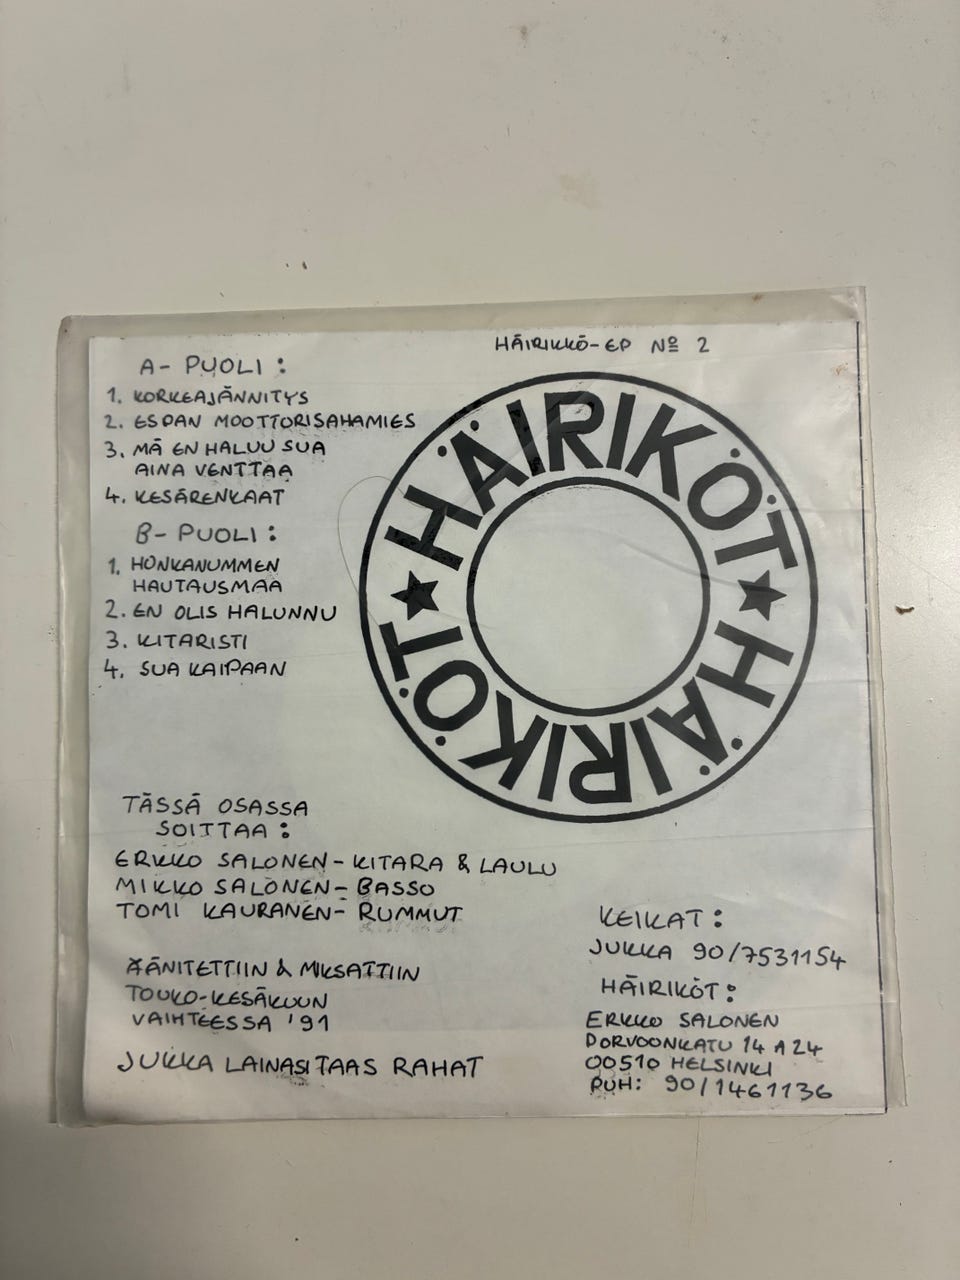 HÄIRIKKÖ-EP Nº 2
A- PUOLI:
1. KORKEAJÄNNITYS
2. ESPAN MOOTTORISAHAMIES
3. MÄ EN HALUU SUA
AINA VENTTAA
4. KESÄRENKAAT
B- PUOLI:
1. HONKANUMMEN
HAUTAUSMAA
2. EN OLIS HALUNNU
3. KITARISTI
4. SUA KAIPAAN
HÄIRIKÖT ★ HÄIRIKÖT ★
TÄSSÄ OSASSA
SOITTAA:
ERKKO SALONEN- KITARA & LAULU
MIKKO SALONEN- BASSO
TOMI KAURANEN- RUMMUT
ÄÄNITETTIIN & MIKSATTIIN
TOUKO-KESÄKUUN
VAIHTEESSA '91
JUKKA LAINASI TAAS RAHAT
KEIKAT:
JUKKA 90/7531154
HÄIRIKÖT:
ERKKO SALONEN
PORVOONKATU 14 A 24
00510 HELSINKI
PUH: 90/1461136